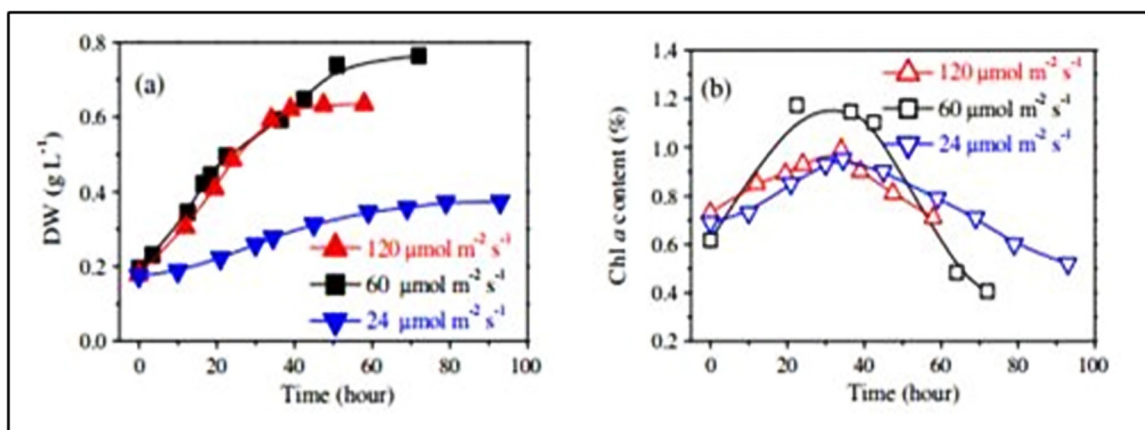 (a)
DW (g L⁻¹)
0.8
0.6
0.4
0.2
0.0
120 µmol m⁻² s⁻¹
60 µmol m⁻² s⁻¹
24 µmol m⁻² s⁻¹
0 20 40 60 80 100
Time (hour)
(b)
Chl a content (%)
1.4
1.2
1.0
0.8
0.6
0.4
0.2
120 µmol m⁻² s⁻¹
60 µmol m⁻² s⁻¹
24 µmol m⁻² s⁻¹
0 20 40 60 80 100
Time (hour)